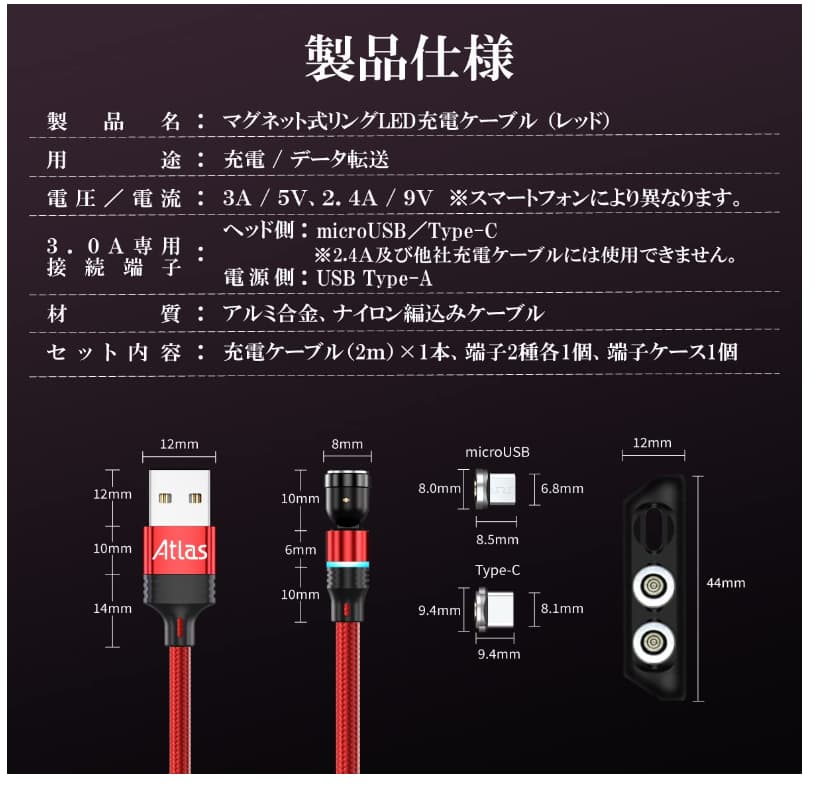 製品仕様
製品名：マグネット式リングLED充電ケーブル（レッド）
用途：充電 / データ転送
電圧／電流：3A / 5V、2. 4A / 9V ※スマートフォンにより異なります。
3. 0A専用接続端子：ヘッド側：microUSB／Type-C
※2.4A及び他社充電ケーブルには使用できません。
電源側：USB Type-A
材質：アルミ合金、ナイロン編込みケーブル
セット内容：充電ケーブル（2m）×1本、端子2種各1個、端子ケース1個
12mm
12mm
10mm
14mm
Atlas
8mm
10mm
6mm
10mm
microUSB
8.0mm
6.8mm
8.5mm
Type-C
9.4mm
8.1mm
9.4mm
12mm
44mm